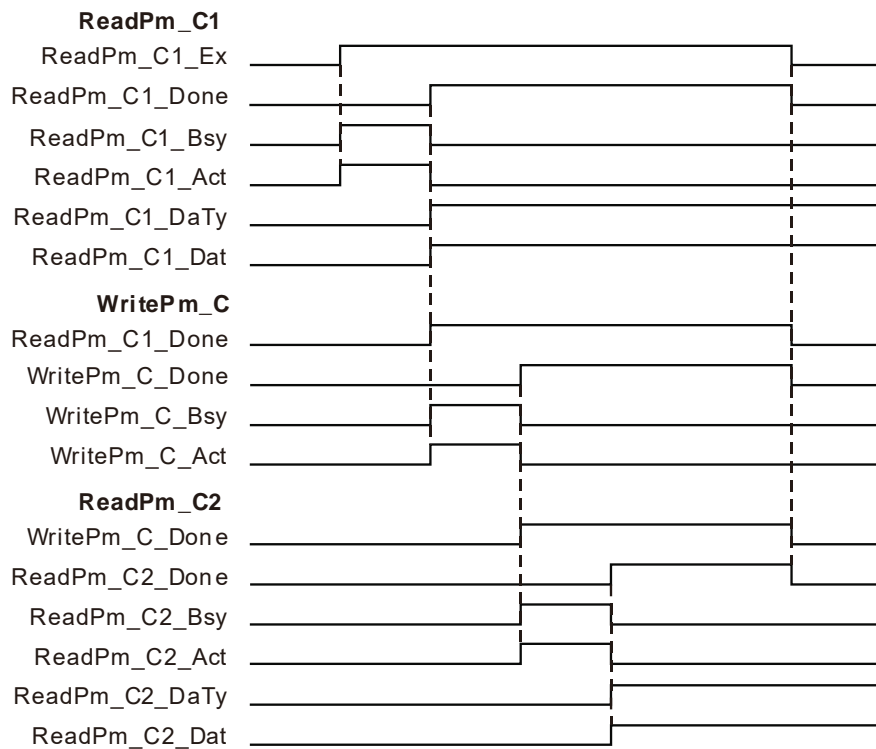 ReadPm_C1
ReadPm_C1_Ex
ReadPm_C1_Done
ReadPm_C1_Bsy
ReadPm_C1_Act
ReadPm_C1_DaTy
ReadPm_C1_Dat
WritePm_C
ReadPm_C1_Done
WritePm_C_Done
WritePm_C_Bsy
WritePm_C_Act
ReadPm_C2
WritePm_C_Done
ReadPm_C2_Done
ReadPm_C2_Bsy
ReadPm_C2_Act
ReadPm_C2_DaTy
ReadPm_C2_Dat